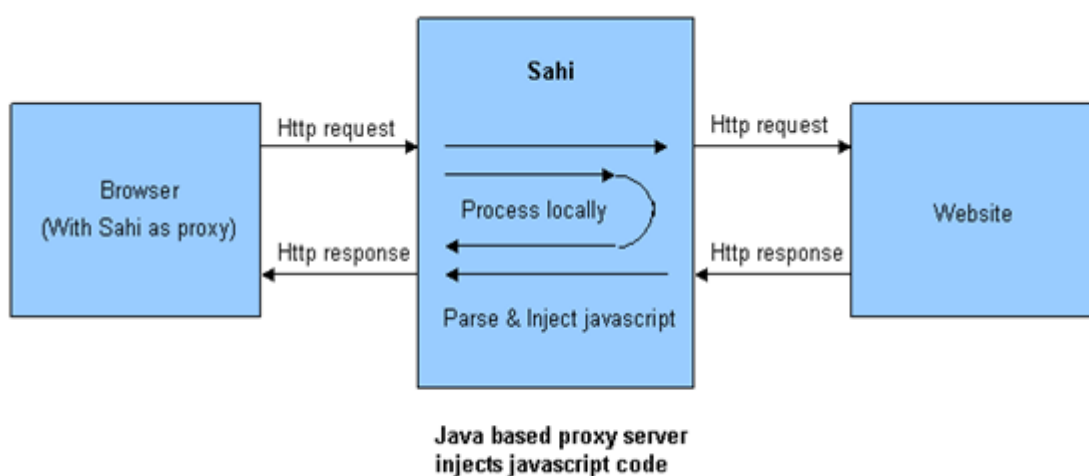 Sahi
Http request
Http request
Browser
(With Sahi as proxy)
Process locally
Website
Http response
Http response
Parse & Inject javascript
Java based proxy server
injects javascript code